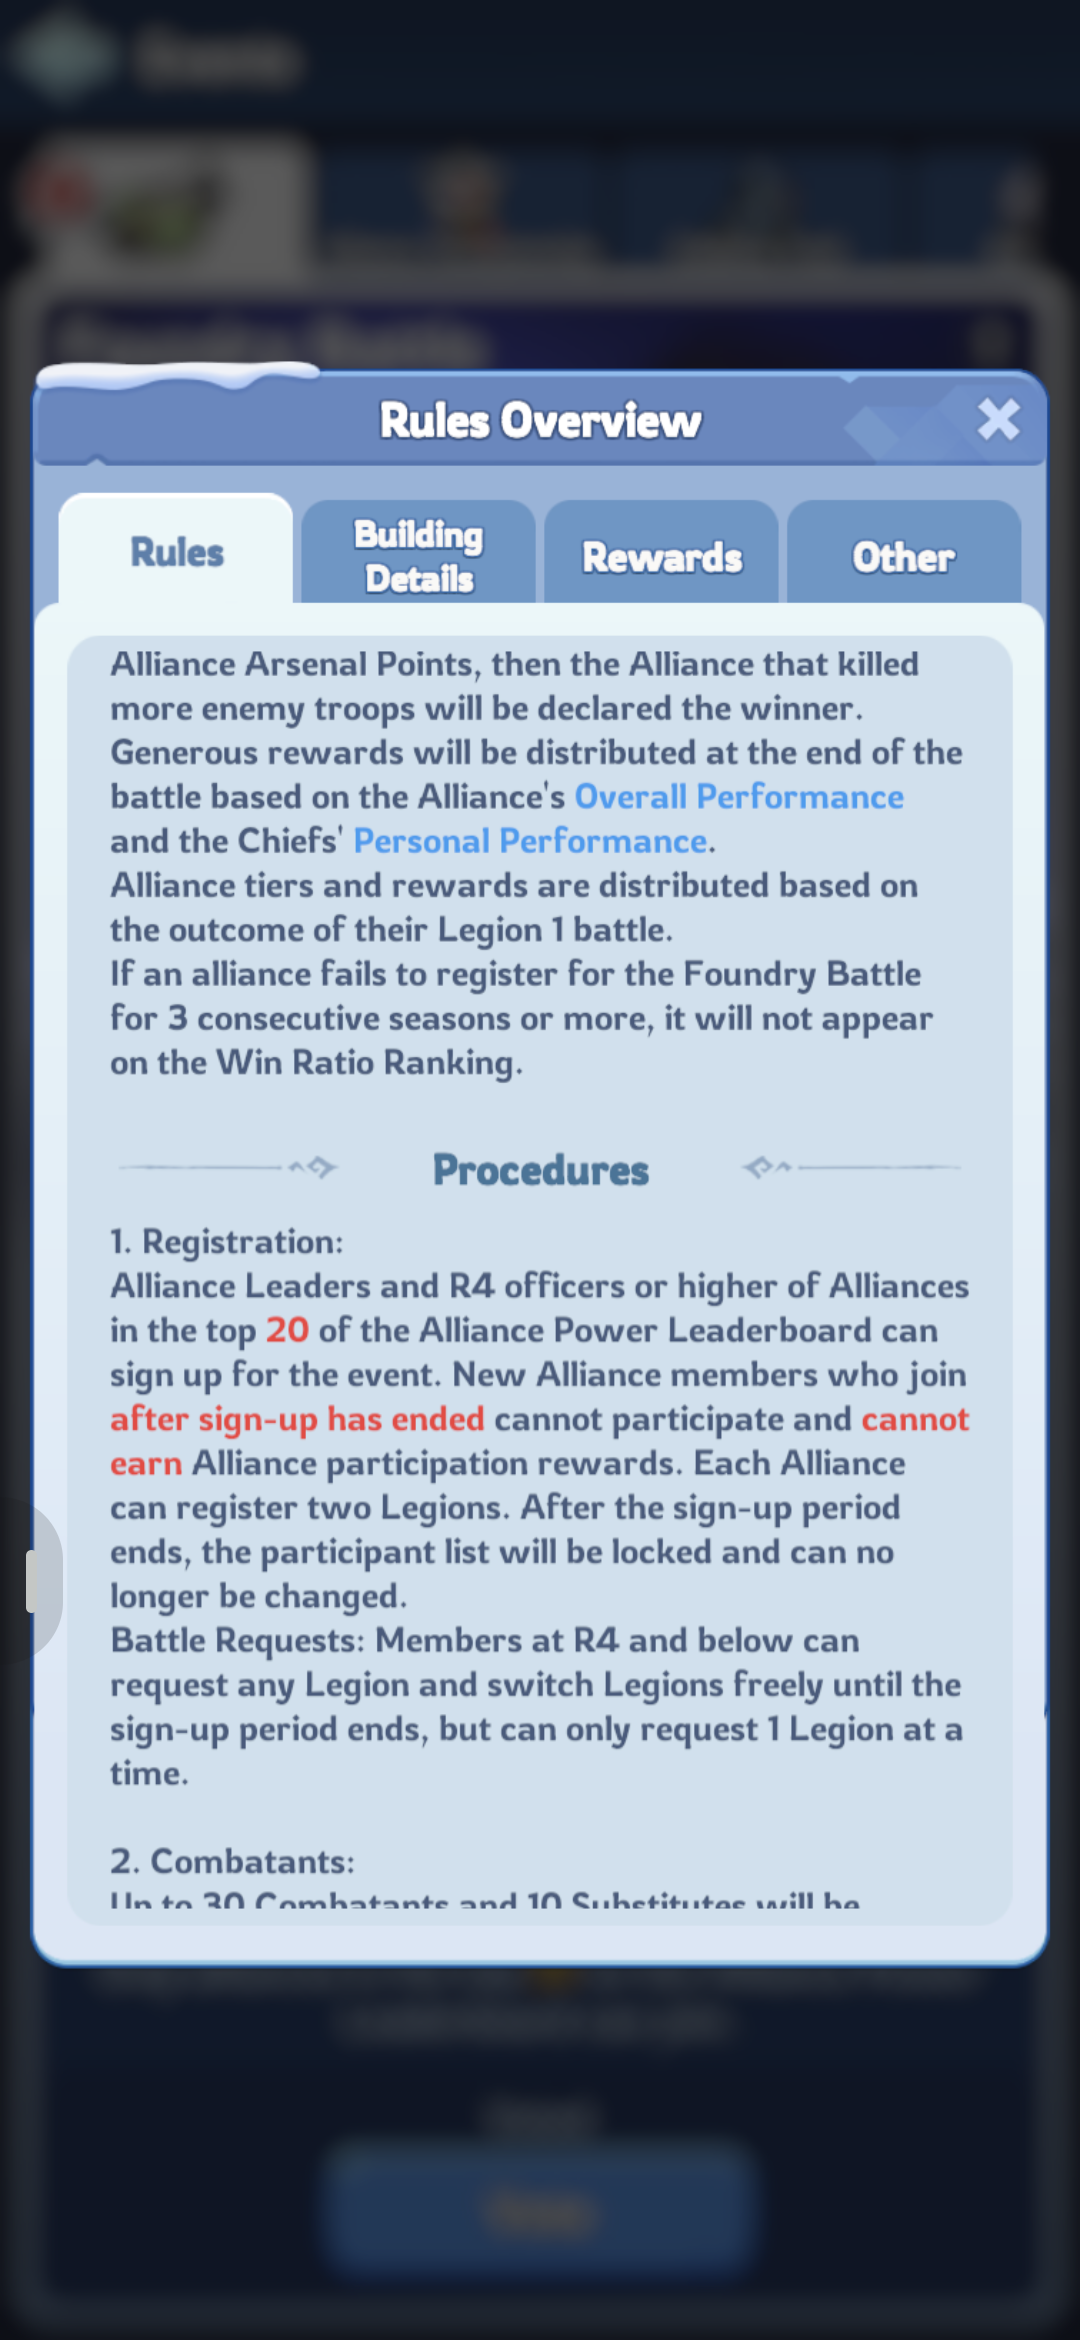 Rules Overview
Rules
Building
Details
Rewards
Other
Alliance Arsenal Points, then the Alliance that killed
more enemy troops will be declared the winner.
Generous rewards will be distributed at the end of the
battle based on the Alliance's Overall Performance
and the Chiefs' Personal Performance.
Alliance tiers and rewards are distributed based on
the outcome of their Legion 1 battle.
If an alliance fails to register for the Foundry Battle
for 3 consecutive seasons or more, it will not appear
on the Win Ratio Ranking.
Procedures
1. Registration:
Alliance Leaders and R4 officers or higher of Alliances
in the top 20 of the Alliance Power Leaderboard can
sign up for the event. New Alliance members who join
after sign-up has ended cannot participate and cannot
earn Alliance participation rewards. Each Alliance
can register two Legions. After the sign-up period
ends, the participant list will be locked and can no
longer be changed.
Battle Requests: Members at R4 and below can
request any Legion and switch Legions freely until the
sign-up period ends, but can only request 1 Legion at a
time.
2. Combatants:
Up to 30 Combatants and 10 Substitutes will be